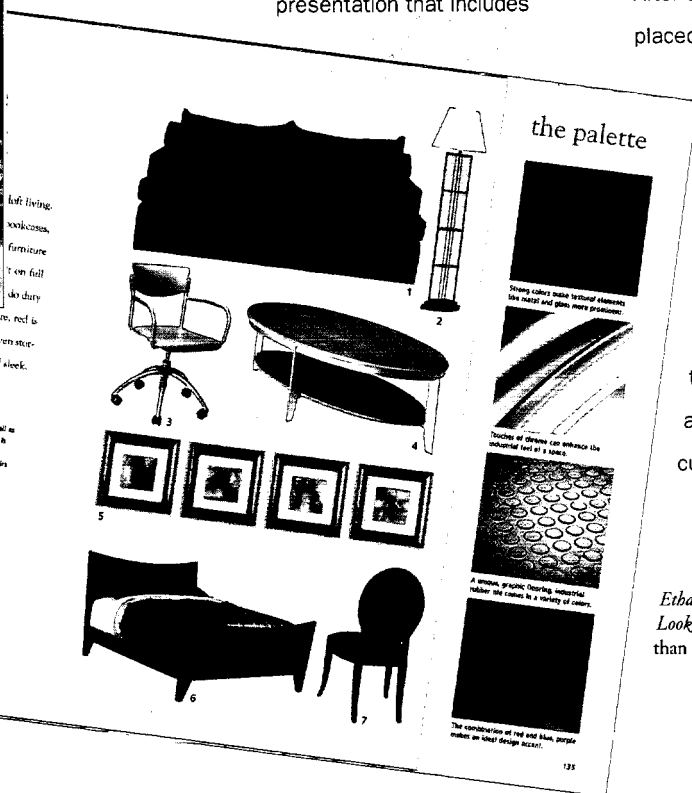 presentation that includes
placed
loft living.
bookcases,
furniture
't on full
do duty
re, red is
ven stor-
sleek.
1
2
3
4
5
6
7
the palette
Strong colors make textural elements
like metal and glass more prominent.
Touches of chrome can enhance the
industrial feel of a space.
A unique, graphic flooring, industrial
rubber tile comes in a variety of colors.
The combination of red and blue, purple
makes an ideal design accent.
135
Look
than